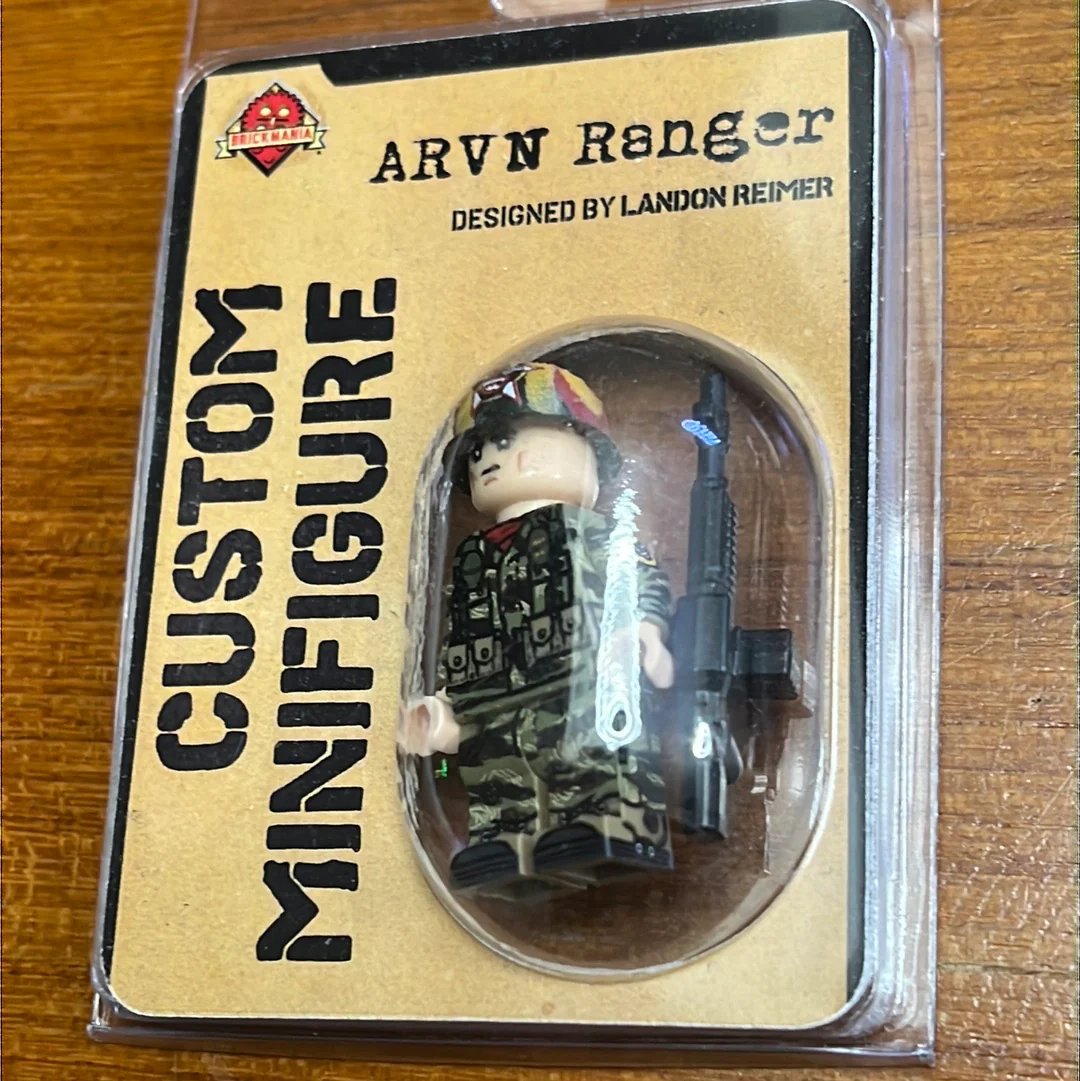 BRICKMANIA
ARVN Ranger
DESIGNED BY LANDON REIMER
CUSTOM
MINIFIGURE